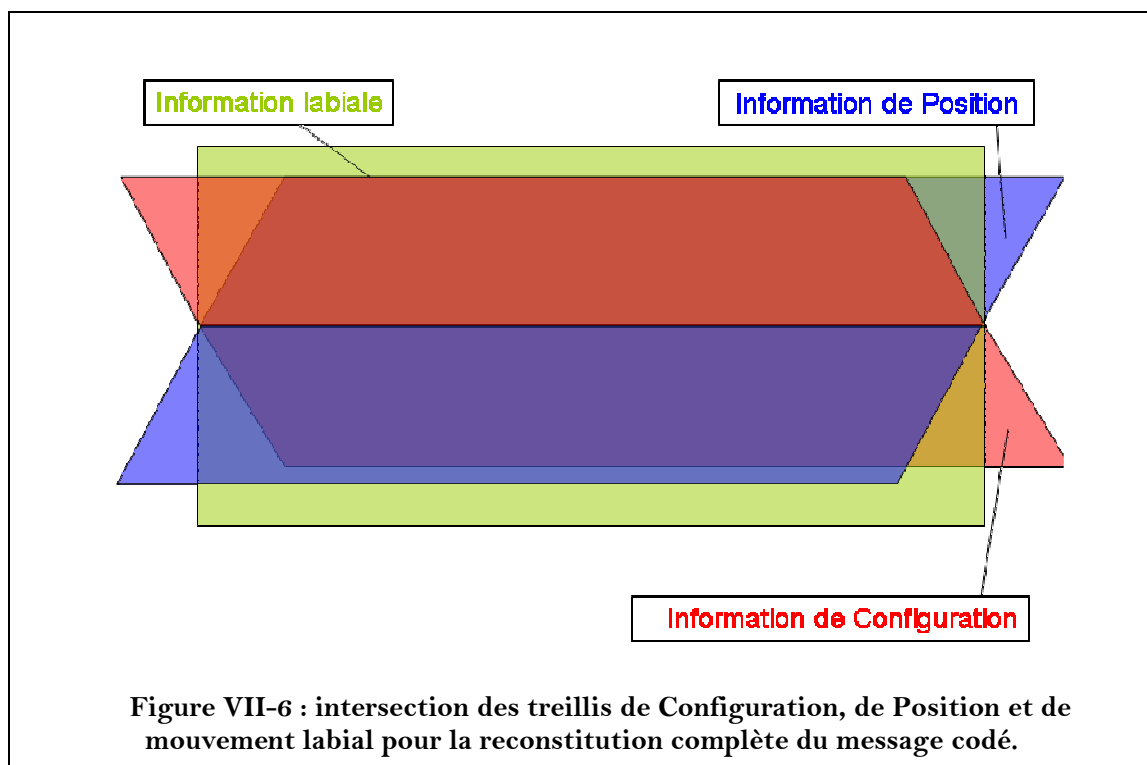 Information labiale
Information de Position
Information de Configuration
Figure VII-6 : intersection des treillis de Configuration, de Position et de
mouvement labial pour la reconstitution complète du message codé.